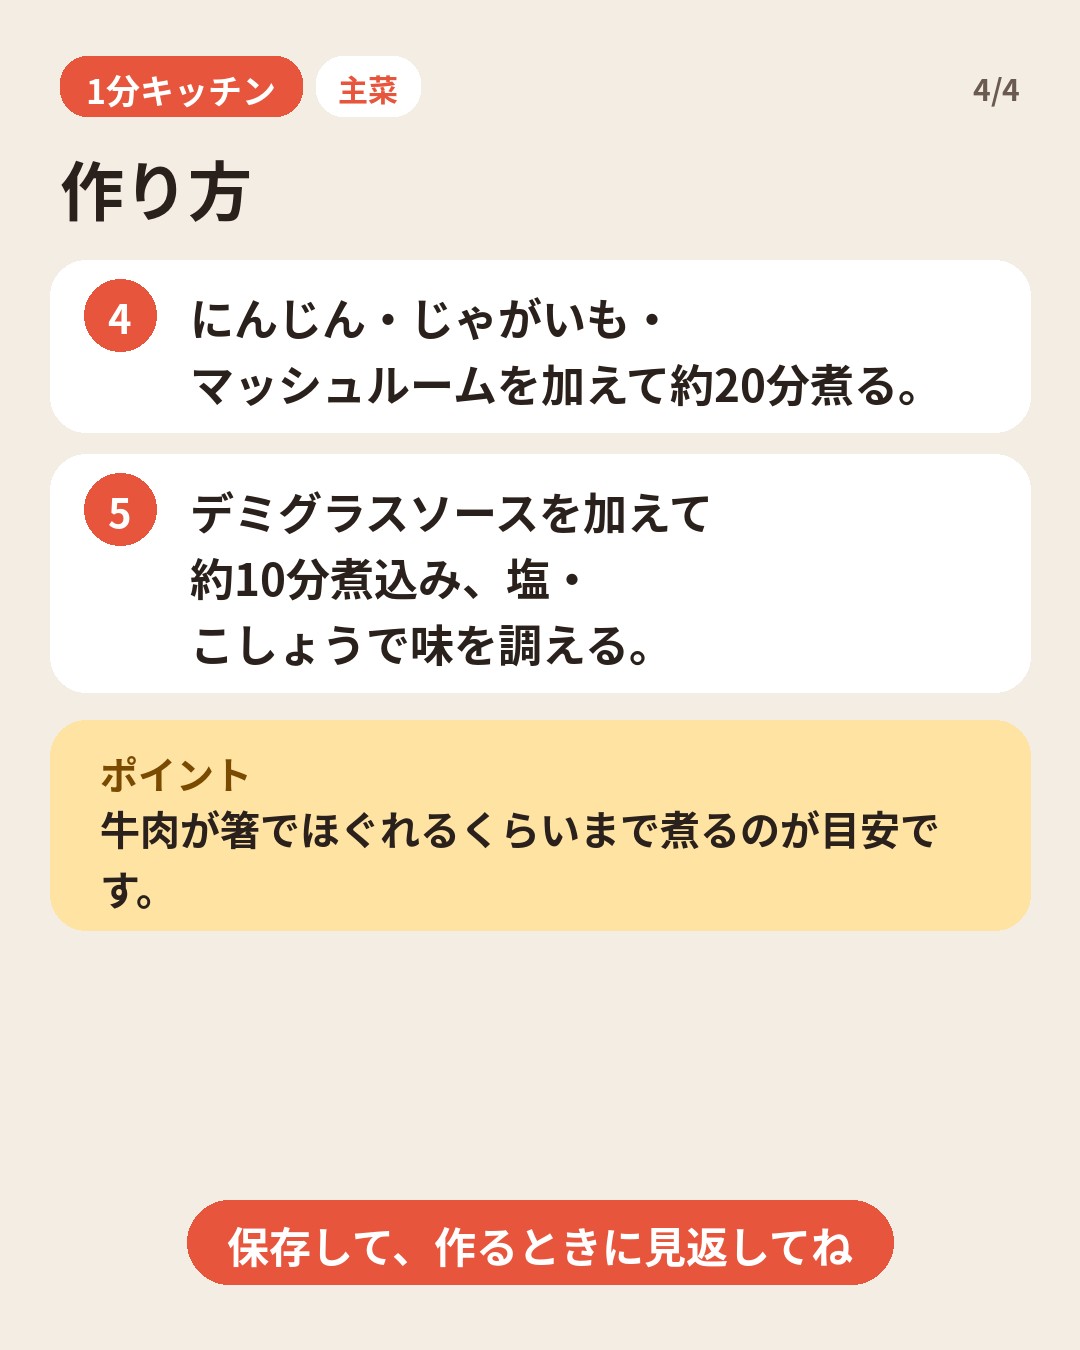 1分キッチン 主菜 4/4
作り方
4 にんじん・じゃがいも・
マッシュルームを加えて約20分煮る。
5 デミグラスソースを加えて
約10分煮込み、塩・
こしょうで味を調える。
ポイント
牛肉が箸でほぐれるくらいまで煮るのが目安で
す。
保存して、作るときに見返してね